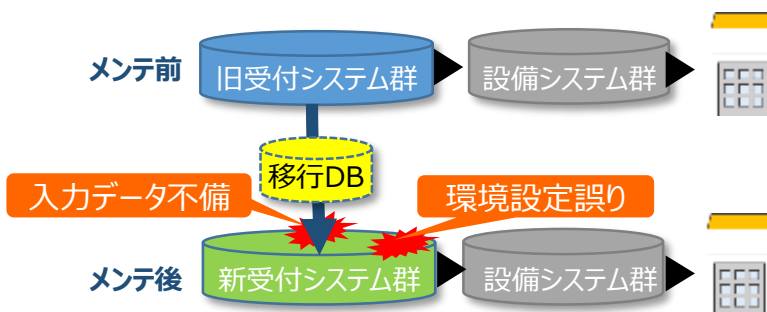 メンテ前
旧受付システム群
設備システム群
移行DB
入力データ不備
環境設定誤り
メンテ後
新受付システム群
設備システム群